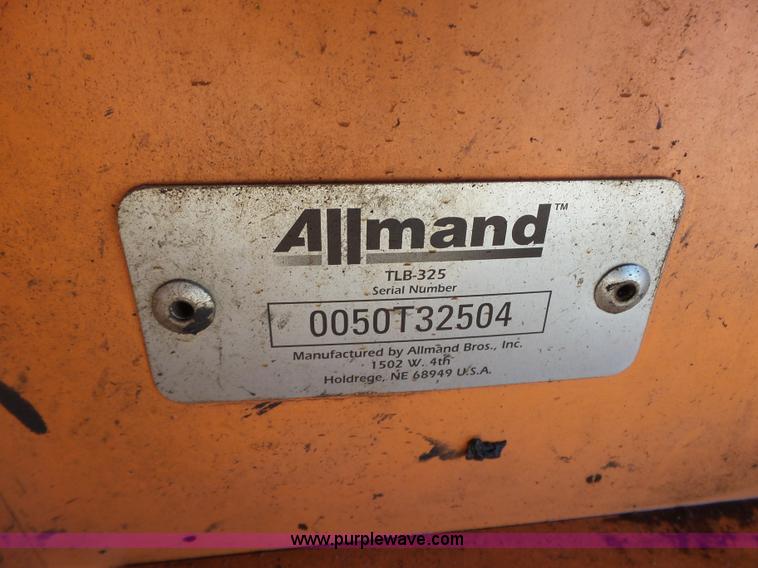 Allmand™
TLB-325
Serial Number
0050T32504
Manufactured by Allmand Bros., Inc.
1502 W. 4th
Holdrege, NE 68949 U.S.A.
www.purplewave.com